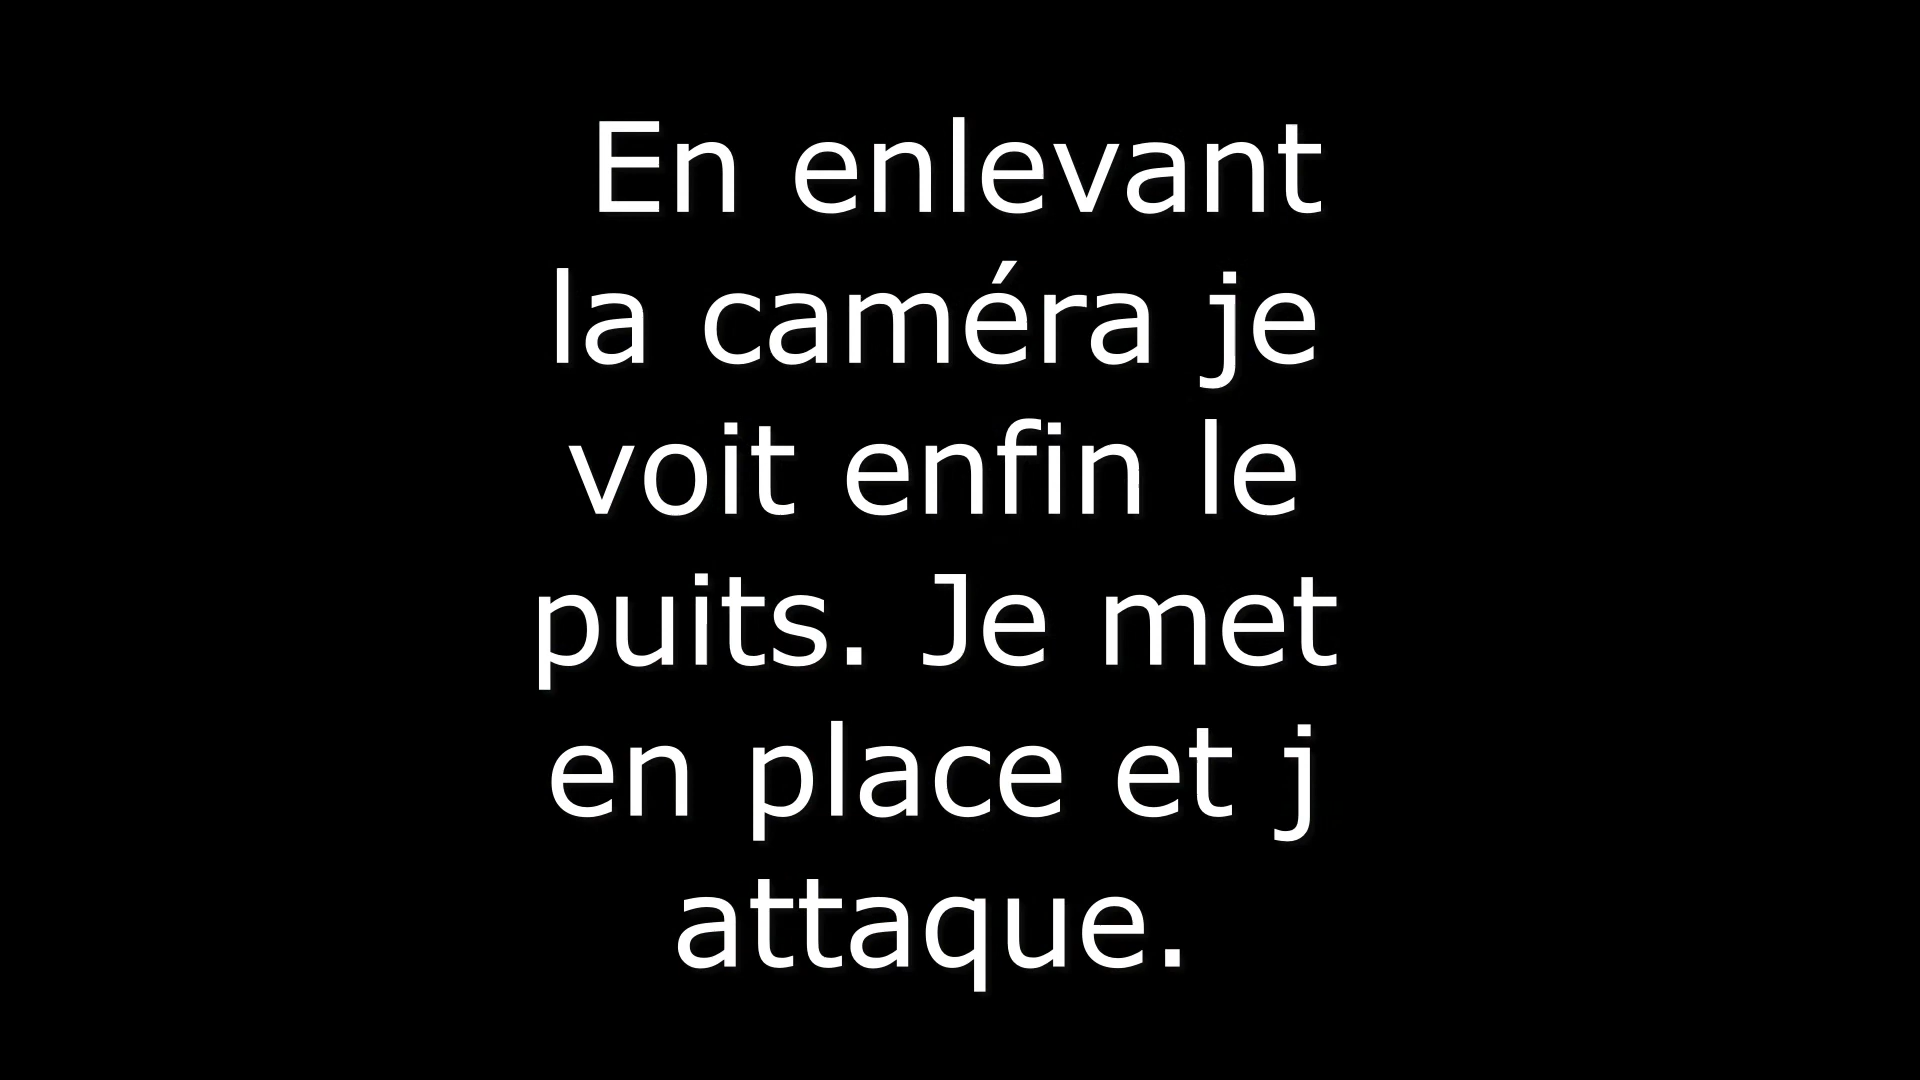 En enlevant
la caméra je
voit enfin le
puits. Je met
en place et j
attaque.